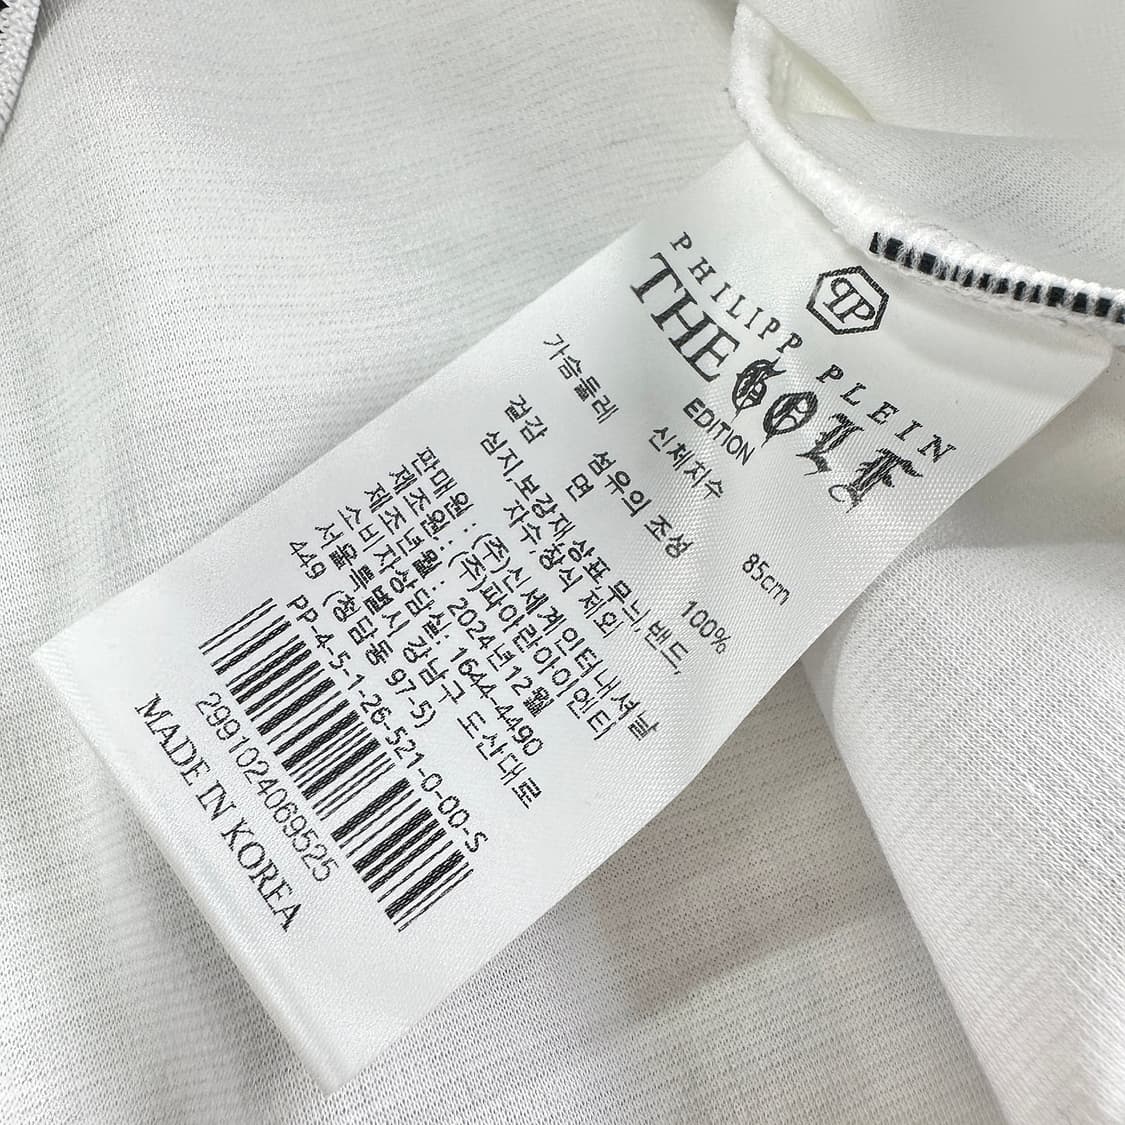 PP
PHILIPP PLEIN
THE GOLF
EDITION
신체지수
가슴둘레 85cm
섬유의 조성
겉감 면 100%
심지,보강재,상표,무늬,밴드,
자수,장식 제외
판매원 : (주)신세계인터내셔날
제조원 : (주)파이란아이엔티
제조년월 : 2024년12월
소비자상담실 : 1644-4490
서울특별시 강남구 도산대로
449 (청담동 97-5)
PP-4-5-1-26-521-0-00-S
2991024069525
MADE IN KOREA